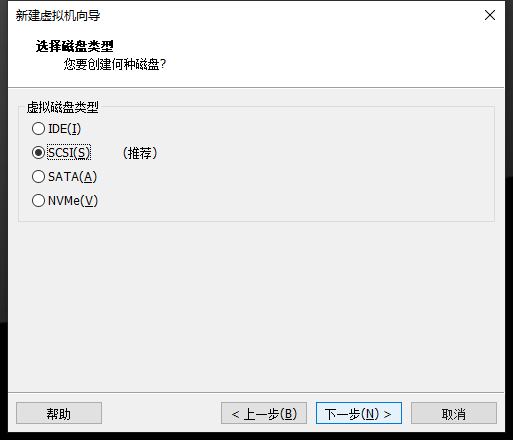 新建虚拟机向导
选择磁盘类型
您要创建何种磁盘?
虚拟磁盘类型
IDE(I)
SCSI(S) （推荐）
SATA(A)
NVMe(V)
帮助 < 上一步(B) 下一步(N) > 取消